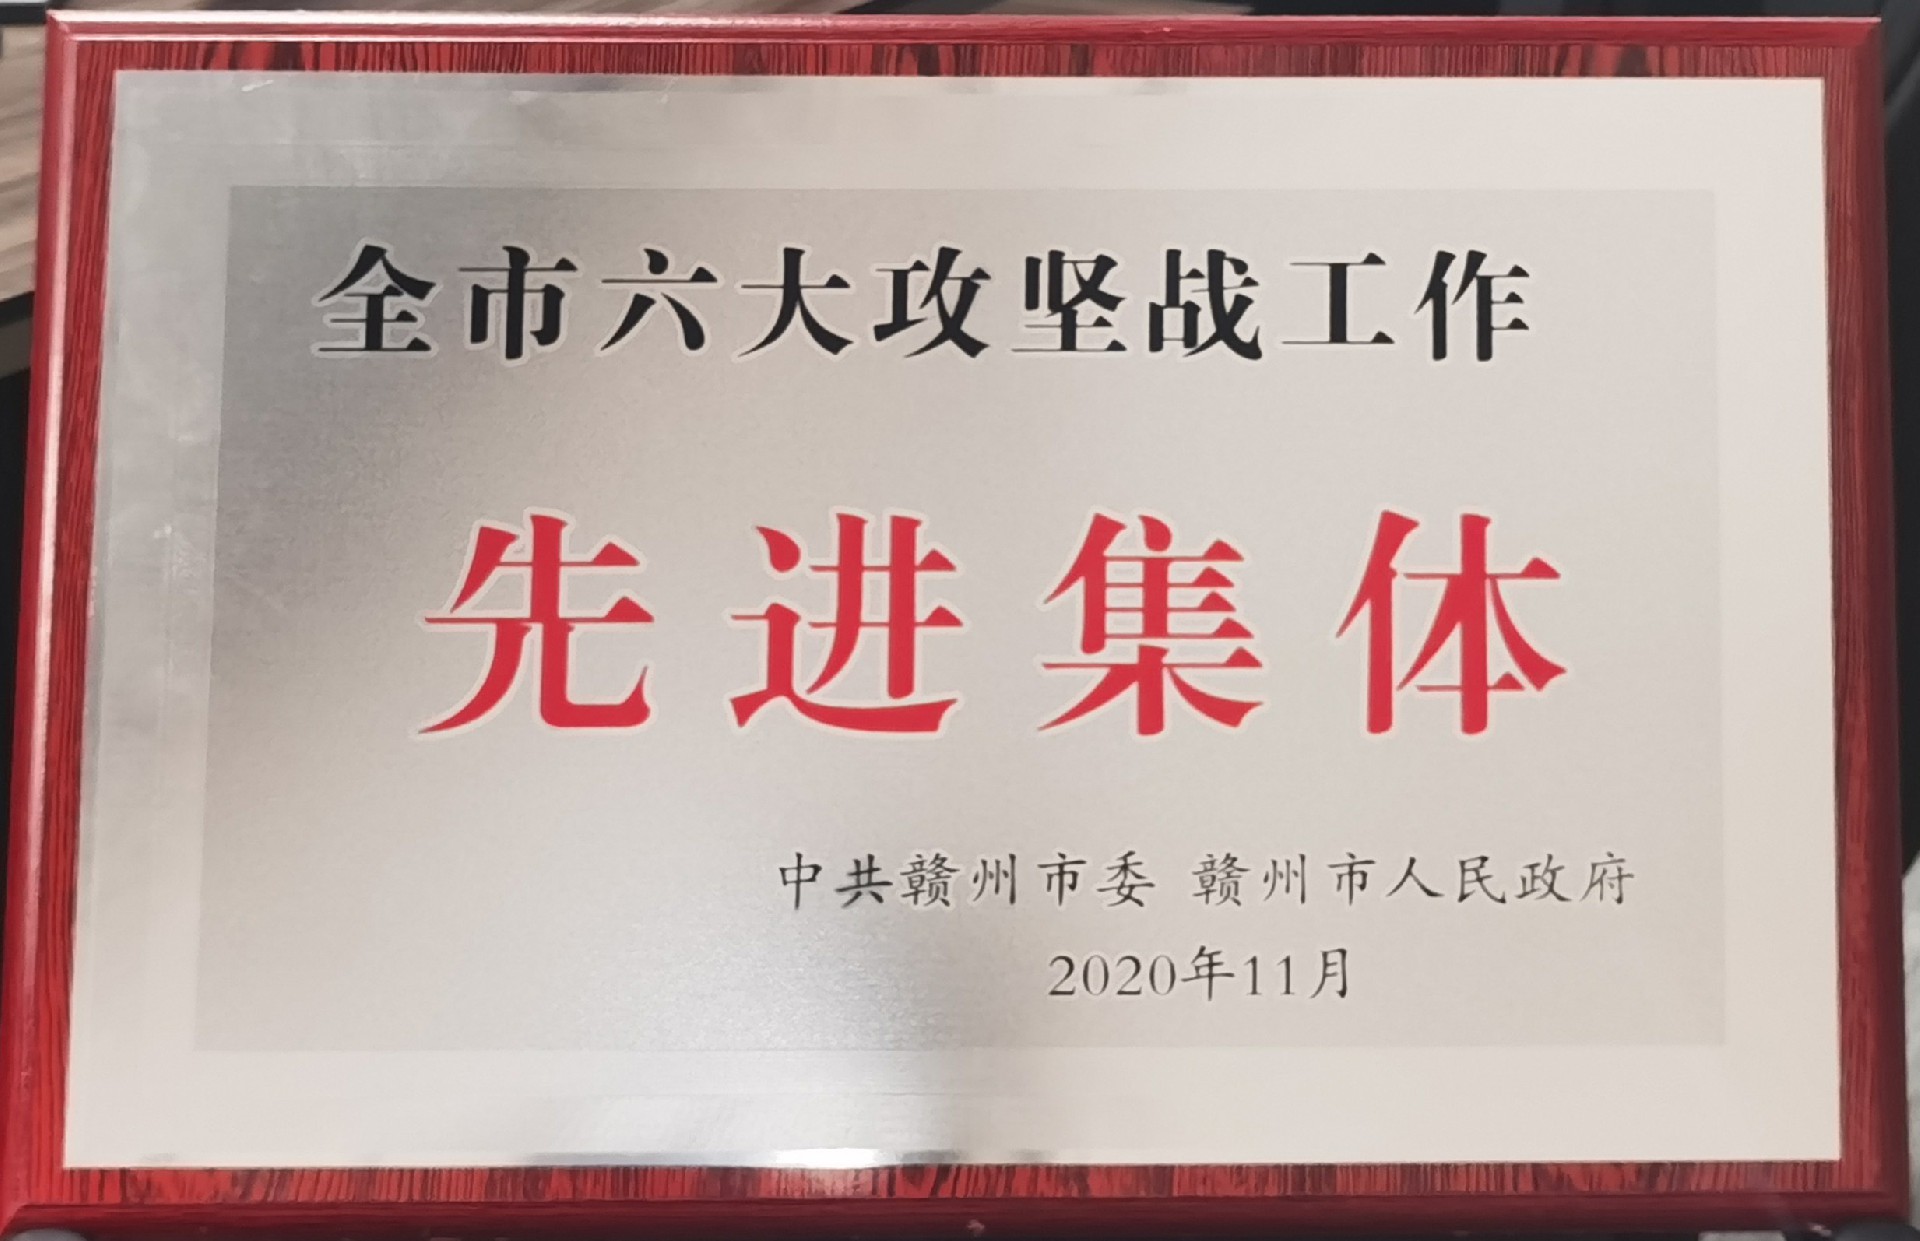 全市六大攻坚战工作
先进集体
中共赣州市委 赣州市人民政府
2020年11月